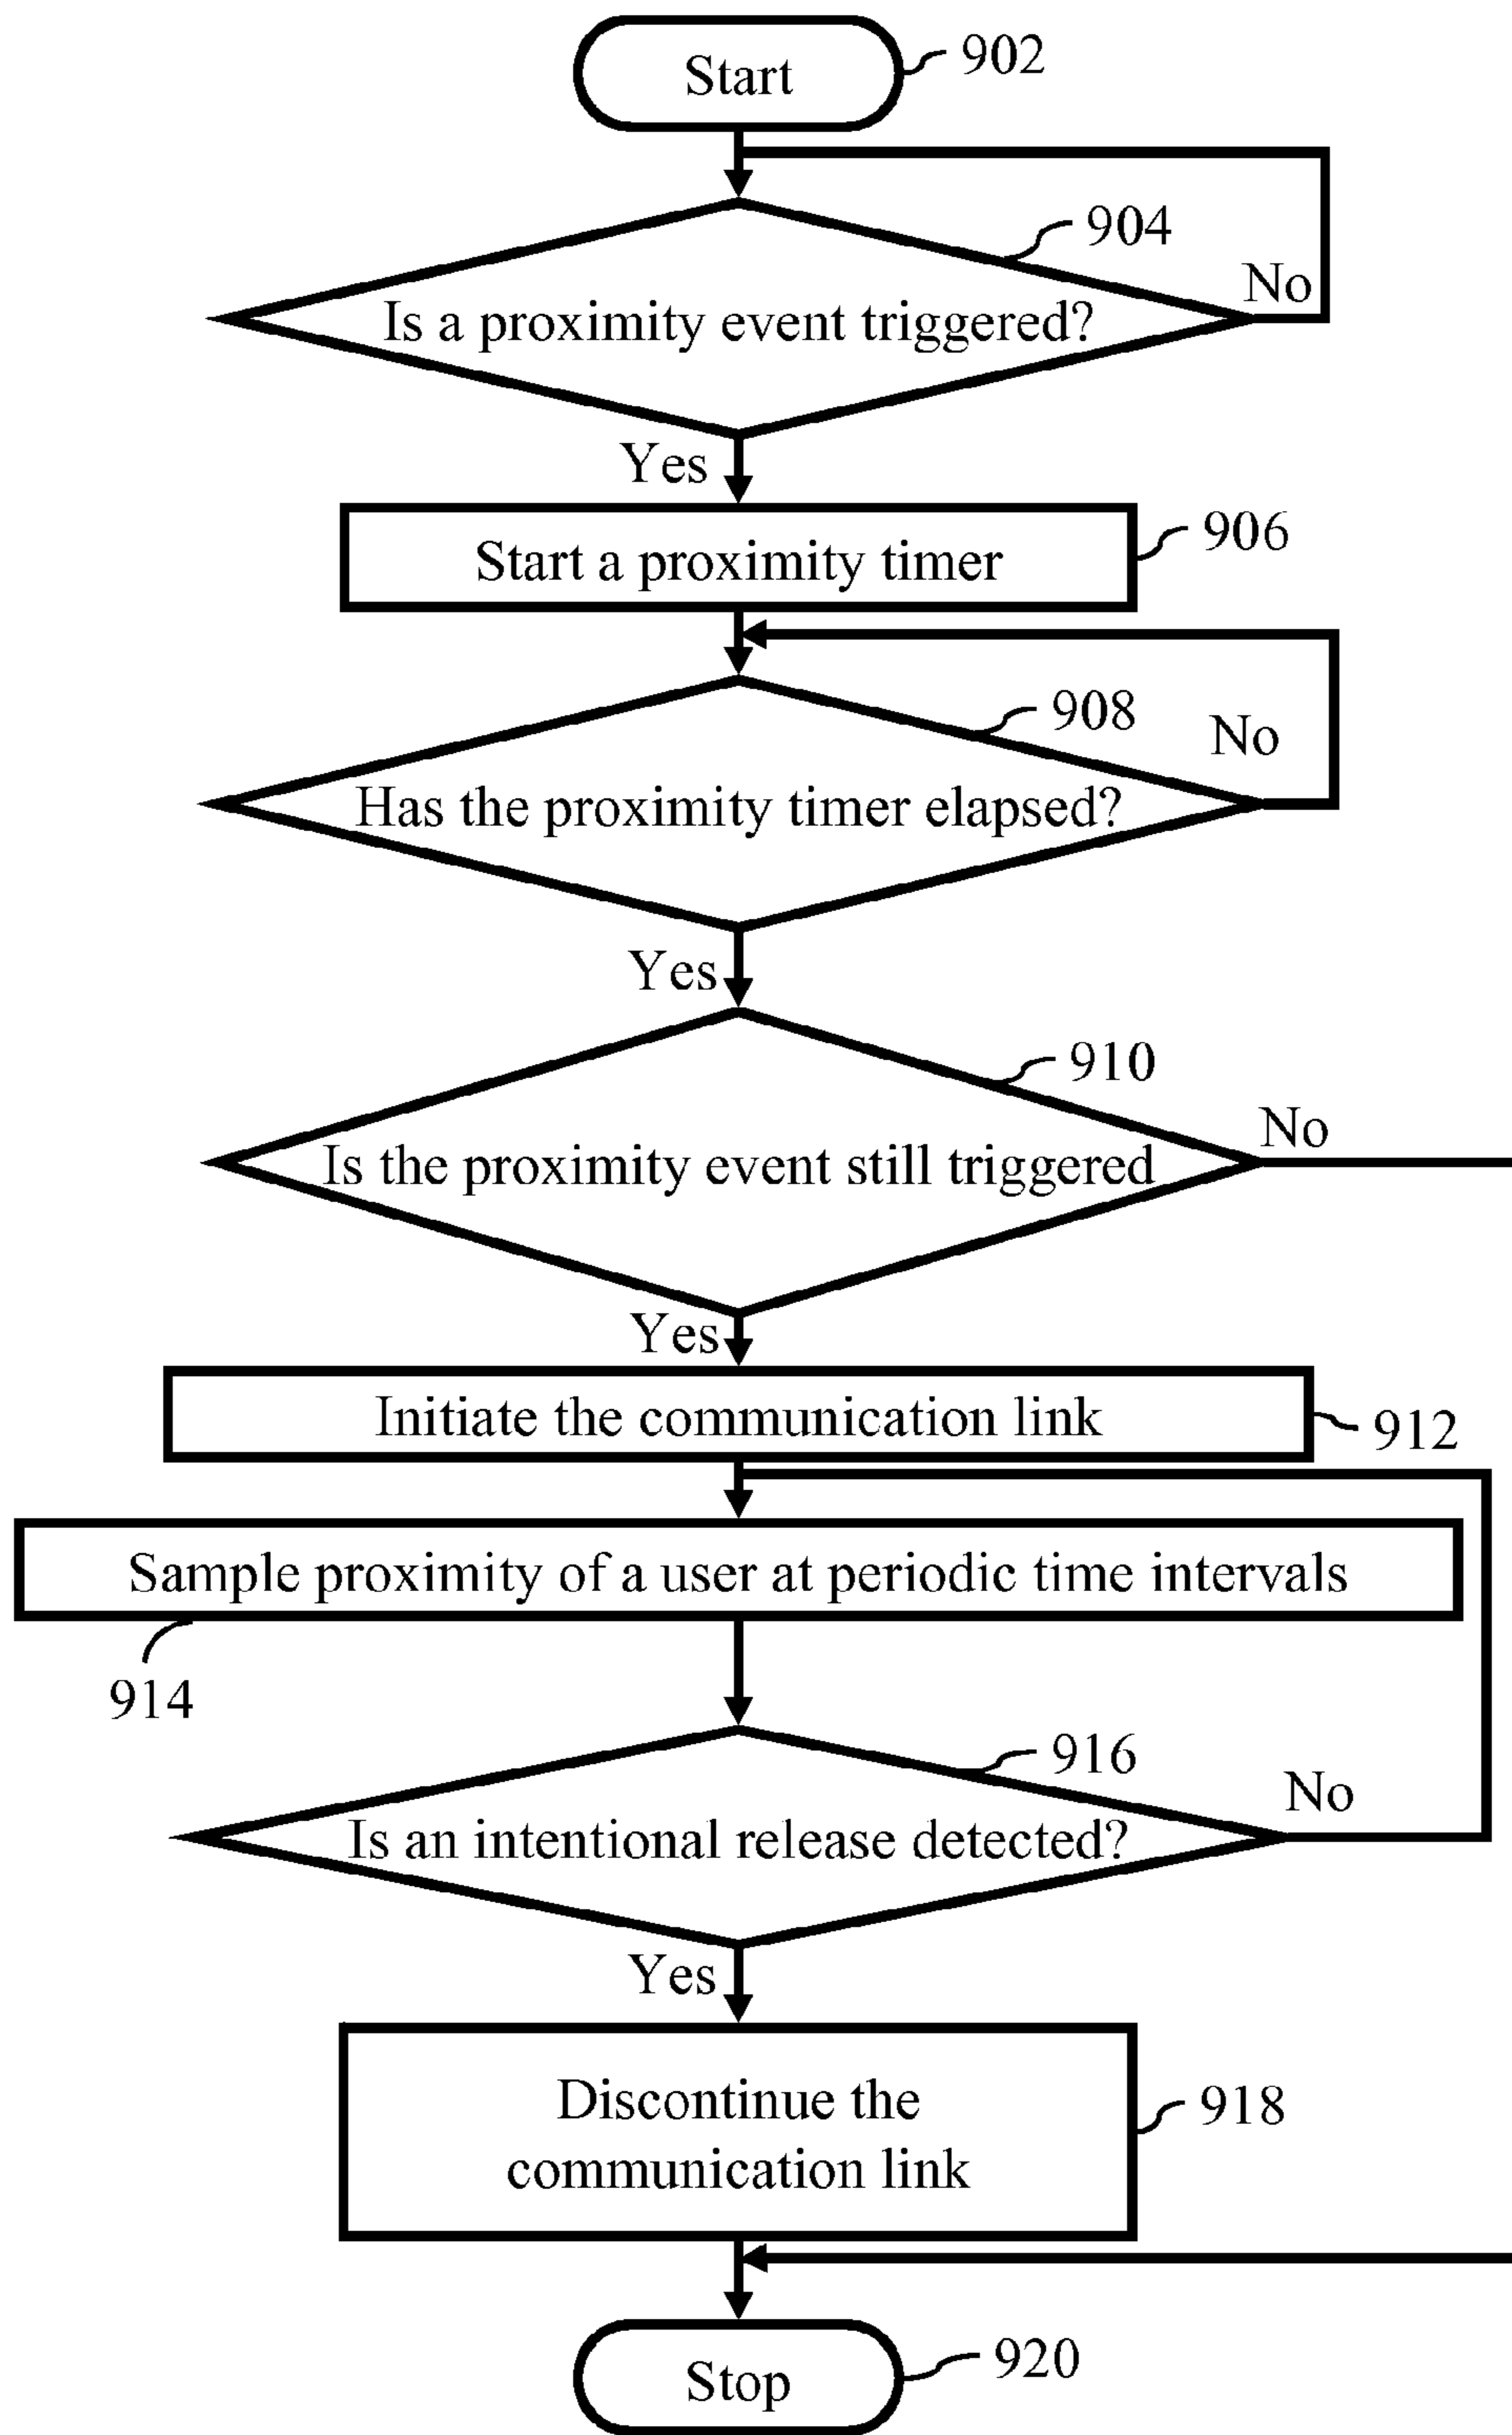 Start
902
904
Is a proximity event triggered?
No
Yes
Start a proximity timer
906
908
No
Has the proximity timer elapsed?
Yes
910
No
Is the proximity event still triggered
Yes
Initiate the communication link
912
Sample proximity of a user at periodic time intervals
914
916
No
Is an intentional release detected?
Yes
Discontinue the
communication link
918
Stop
920